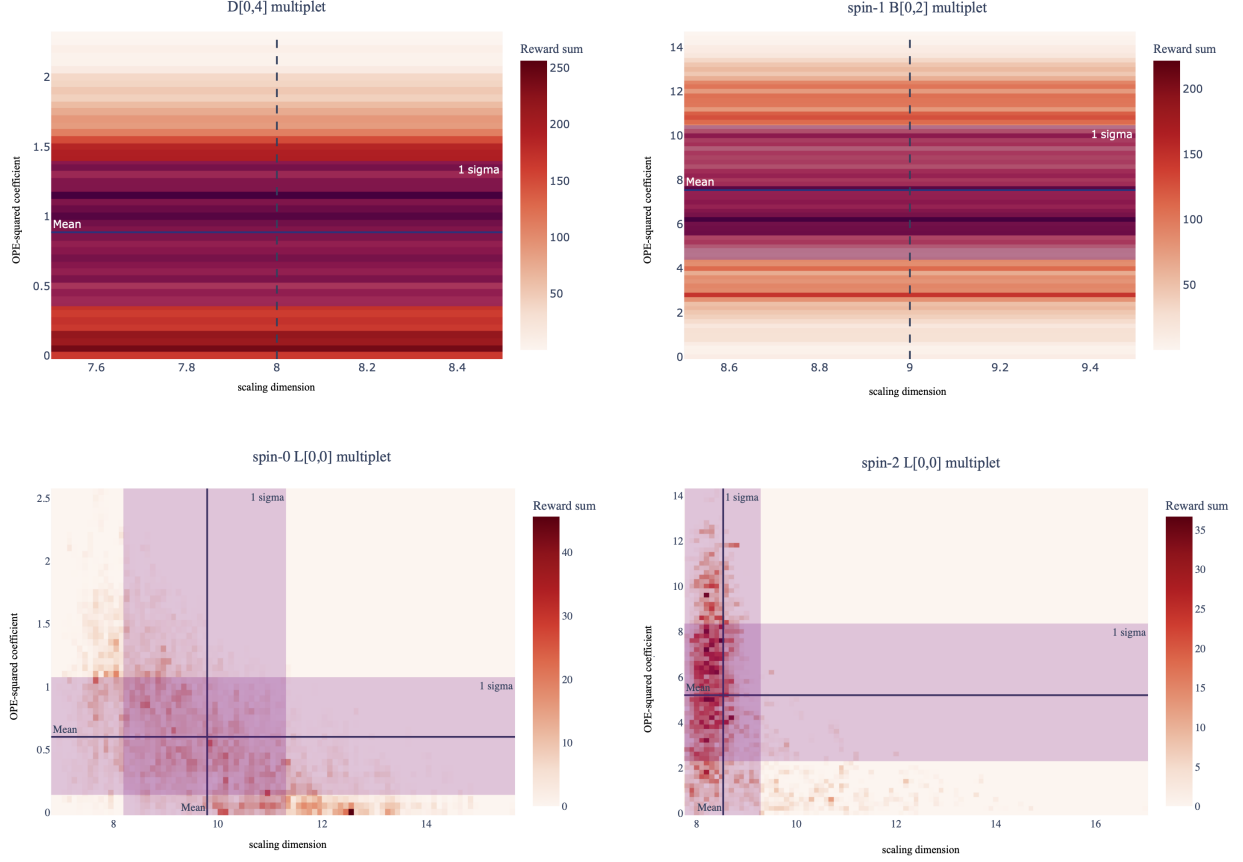 D[0,4] multiplet
Reward sum
OPE-squared coefficient
2
1.5
1
0.5
0
1 sigma
Mean
250
200
150
100
50
7.6
7.8
8
8.2
8.4
scaling dimension
spin-1 B[0,2] multiplet
Reward sum
OPE-squared coefficient
14
12
10
8
6
4
2
0
1 sigma
Mean
200
150
100
50
8.6
8.8
9
9.2
9.4
scaling dimension
spin-0 L[0,0] multiplet
Reward sum
OPE-squared coefficient
2.5
2
1.5
1
0.5
0
1 sigma
1 sigma
Mean
Mean
40
30
20
10
0
8
10
12
14
scaling dimension
spin-2 L[0,0] multiplet
Reward sum
OPE-squared coefficient
14
12
10
8
6
4
2
0
1 sigma
1 sigma
Mean
Mean
35
30
25
20
15
10
5
0
8
10
12
14
16
scaling dimension